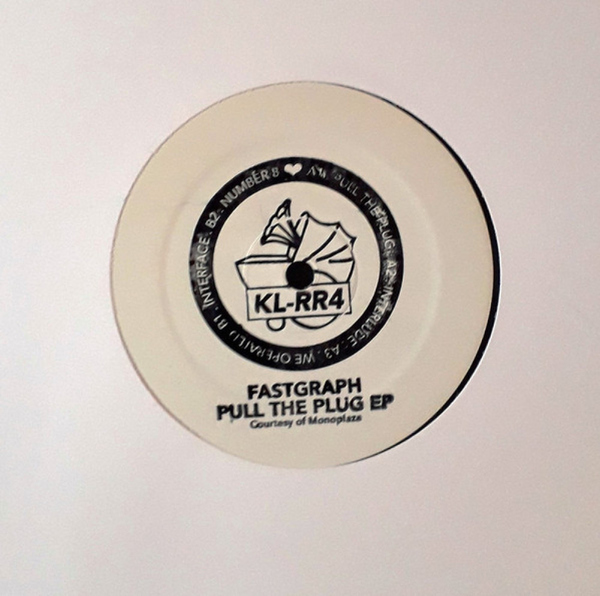 A1. PULL THE PLUG. A2. INTERLUDE. A3. WE B1. INTERFACE. B2. NUMBER 8 ❤
KL-RR4
FASTGRAPH
PULL THE PLUG EP
Courtesy of Monoplaza